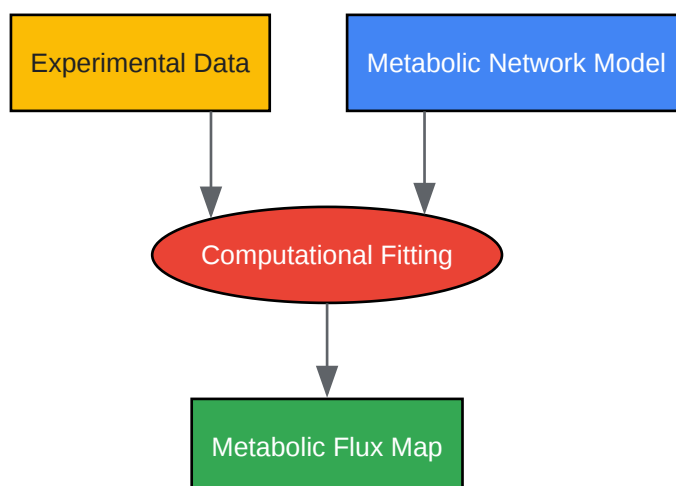 Experimental Data
Metabolic Network Model
Computational Fitting
Metabolic Flux Map